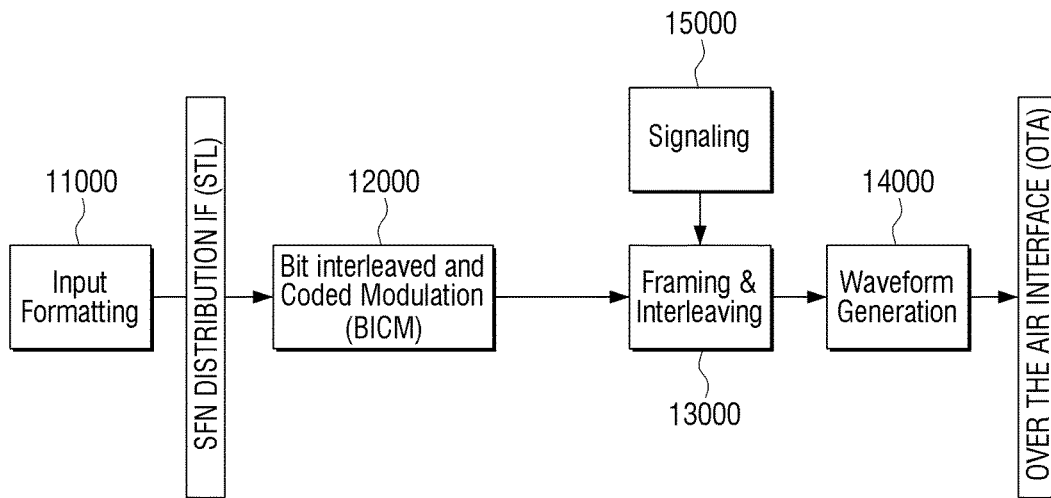 15000
Signaling
11000
Input
Formatting
SFN DISTRIBUTION IF (STL)
12000
Bit interleaved and
Coded Modulation
(BICM)
Framing &
Interleaving
13000
14000
Waveform
Generation
OVER THE AIR INTERFACE (OTA)